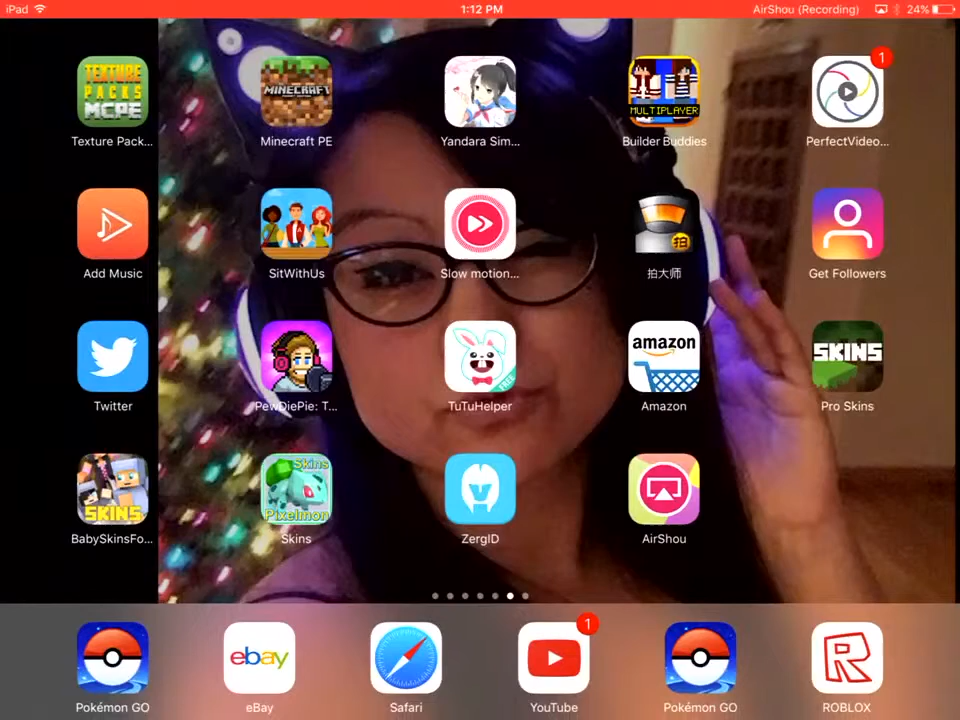 iPad 1:12 PM AirShou (Recording) 24%
TEXTURE
PACKS
MCPE
MINECRAFT
MULTIPLAYER
1
Texture Pack... Minecraft PE Yandara Sim... Builder Buddies PerfectVideo...
拍
Add Music SitWithUs Slow motion... 拍大师 Get Followers
FREE
amazon
SKINS
Twitter PewDiePie: T... TuTuHelper Amazon Pro Skins
SKINS
Skins
Pixelmon
BabySkinsFo... Skins ZergID AirShou
ebay
1
R
Pokémon GO eBay Safari YouTube Pokémon GO ROBLOX